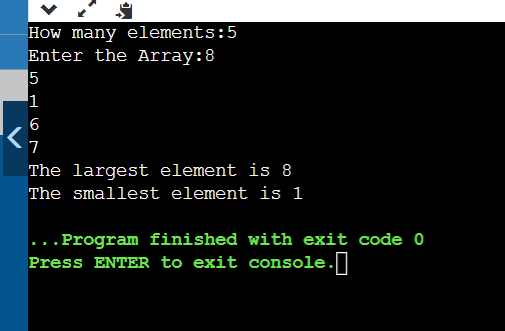 How many elements:5
Enter the Array:8
5
1
6
7
The largest element is 8
The smallest element is 1
...Program finished with exit code 0
Press ENTER to exit console.